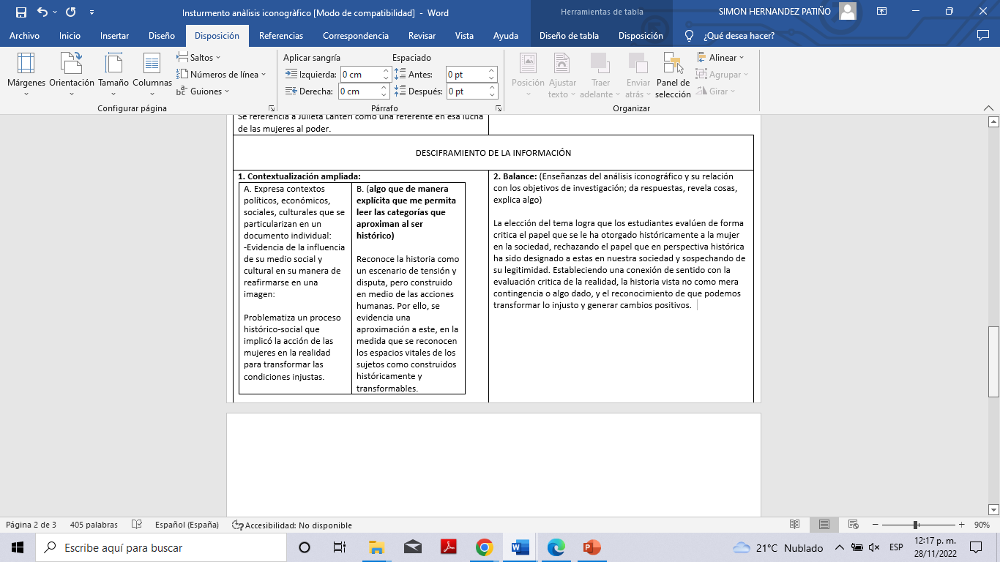 Insturmento anàlisis iconogràfico [Modo de compatibilidad] - Word
Herramientas de tabla
SIMON HERNANDEZ PATIÑO
Archivo Inicio Insertar Diseño Disposición Referencias Correspondencia Revisar Vista Ayuda Diseño de tabla Disposición ¿Qué desea hacer?
Márgenes
Orientación
Tamaño
Columnas
Saltos
Números de línea
Guiones
Configurar página
Aplicar sangría
Izquierda: 0 cm
Derecha: 0 cm
Espaciado
Antes: 0 pt
Después: 0 pt
Párrafo
Posición
Ajustar
texto
Traer
adelante
Enviar
atrás
Panel de
selección
Alinear
Agrupar
Girar
Organizar
Se referencia a Julieta Lanteri como una referente en esa lucha
de las mujeres al poder.
DESCIFRAMIENTO DE LA INFORMACIÓN
1. Contextualización ampliada:
A. Expresa contextos
políticos, económicos,
sociales, culturales que se
particularizan en un
documento individual:
-Evidencia de la influencia
de su medio social y
cultural en su manera de
reafirmarse en una
imagen:
Problematiza un proceso
histórico-social que
implicó la acción de las
mujeres en la realidad
para transformar las
condiciones injustas.
B. (algo que de manera
explícita que me permita
leer las categorías que
aproximan al ser
histórico)
Reconoce la historia como
un escenario de tensión y
disputa, pero construido
en medio de las acciones
humanas. Por ello, se
evidencia una
aproximación a este, en la
medida que se reconocen
los espacios vitales de los
sujetos como construidos
históricamente y
transformables.
2. Balance: (Enseñanzas del análisis iconográfico y su relación
con los objetivos de investigación; da respuestas, revela cosas,
explica algo)
La elección del tema logra que los estudiantes evalúen de forma
critica el papel que se le ha otorgado históricamente a la mujer
en la sociedad, rechazando el papel que en perspectiva histórica
ha sido designado a estas en nuestra sociedad y sospechando de
su legitimidad. Estableciendo una conexión de sentido con la
evaluación critica de la realidad, la historia vista no como mera
contingencia o algo dado, y el reconocimiento de que podemos
transformar lo injusto y generar cambios positivos.
Página 2 de 3 405 palabras Español (España) Accesibilidad: No disponible 90%
Escribe aquí para buscar
21°C Nublado
ESP
12:17 p. m.
28/11/2022